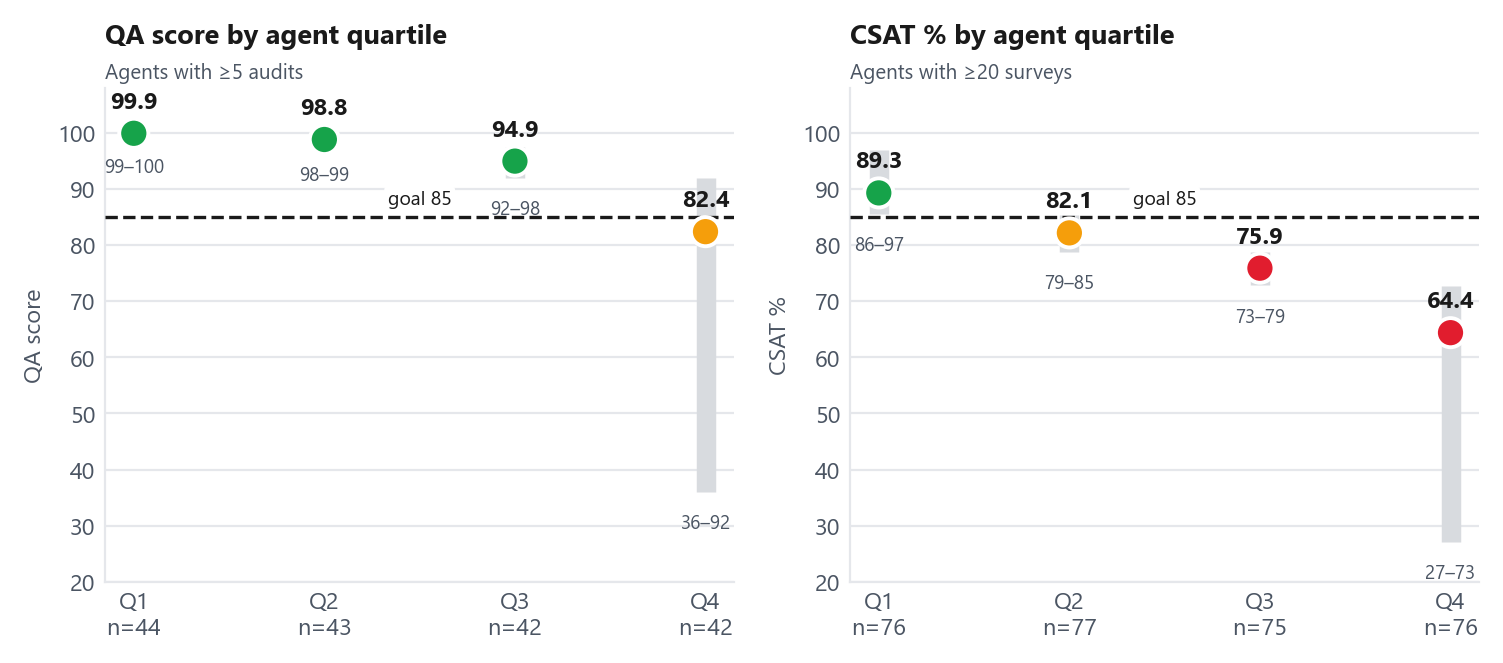 QA score by agent quartile
Agents with ≥5 audits
99.9
98.8
94.9
82.4
99–100
98–99
92–98
36–92
goal 85
100
90
80
70
60
50
40
30
20
QA score
Q1
n=44
Q2
n=43
Q3
n=42
Q4
n=42
CSAT % by agent quartile
Agents with ≥20 surveys
89.3
82.1
75.9
64.4
86–97
79–85
73–79
27–73
goal 85
100
90
80
70
60
50
40
30
20
CSAT %
Q1
n=76
Q2
n=77
Q3
n=75
Q4
n=76